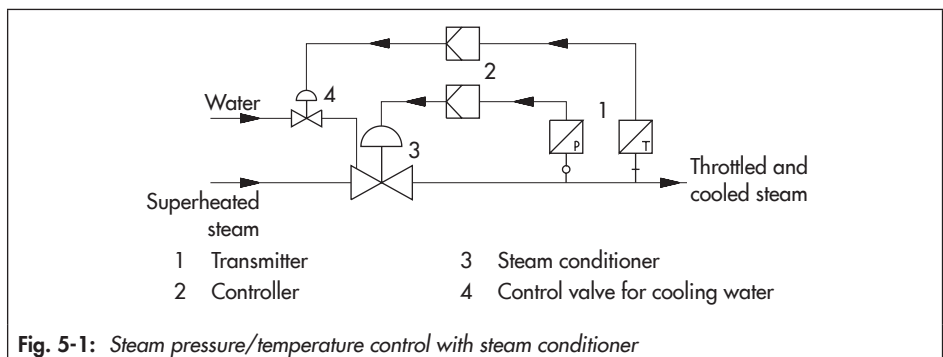 2
4
Water
1
3
P
T
Throttled and
cooled steam
Superheated
steam
1 Transmitter
3 Steam conditioner
2 Controller
4 Control valve for cooling water
Fig. 5-1: Steam pressure/temperature control with steam conditioner